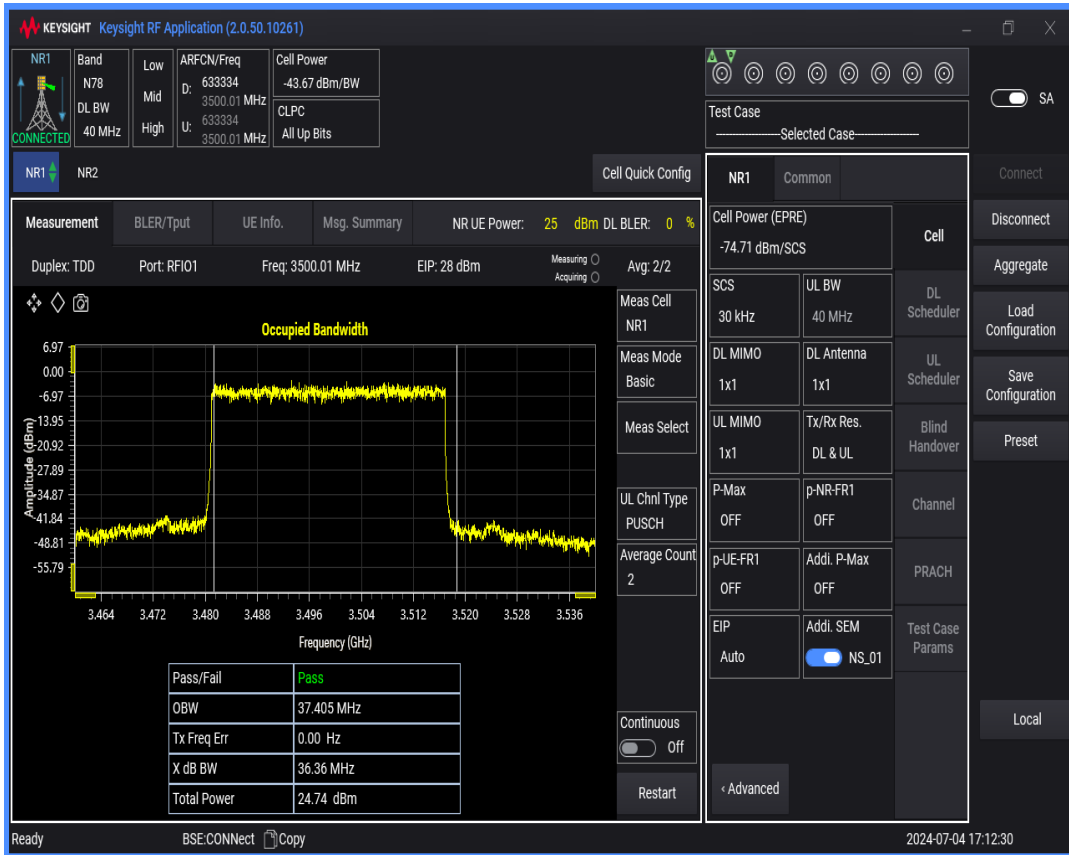 KEYSIGHT Keysight RF Application (2.0.50.10261)
NR1
CONNECTED
Band
N78
DL BW
40 MHz
Low
Mid
High
ARFCN/Freq
D: 633334
3500.01 MHz
U: 633334
3500.01 MHz
Cell Power
-43.67 dBm/BW
CLPC
All Up Bits
Test Case
---Selected Case---
SA
NR1
NR2
Cell Quick Config
Measurement
BLER/Tput
UE Info.
Msg. Summary
NR UE Power: 25 dBm DL BLER: 0 %
Duplex: TDD
Port: RFIO1
Freq: 3500.01 MHz
EIP: 28 dBm
Measuring
Acquiring
Avg: 2/2
Occupied Bandwidth
Amplitude (dBm)
6.97
0.00
-6.97
-13.95
-20.92
-27.89
-34.87
-41.84
-48.81
-55.79
3.464 3.472 3.480 3.488 3.496 3.504 3.512 3.520 3.528 3.536
Frequency (GHz)
Pass/Fail Pass
OBW 37.405 MHz
Tx Freq Err 0.00 Hz
X dB BW 36.36 MHz
Total Power 24.74 dBm
Meas Cell
NR1
Meas Mode
Basic
Meas Select
UL Chnl Type
PUSCH
Average Count
2
Continuous
Off
Restart
NR1
Common
Cell Power (EPRE)
-74.71 dBm/SCS
SCS
30 kHz
UL BW
40 MHz
DL MIMO
1x1
DL Antenna
1x1
UL MIMO
1x1
Tx/Rx Res.
DL & UL
P-Max
OFF
p-NR-FR1
OFF
p-UE-FR1
OFF
Addi. P-Max
OFF
EIP
Auto
Addi. SEM
NS_01
‹ Advanced
Cell
DL
Scheduler
UL
Scheduler
Blind
Handover
Channel
PRACH
Test Case
Params
Connect
Disconnect
Aggregate
Load
Configuration
Save
Configuration
Preset
Local
Ready
BSE:CONNect
Copy
2024-07-04 17:12:30